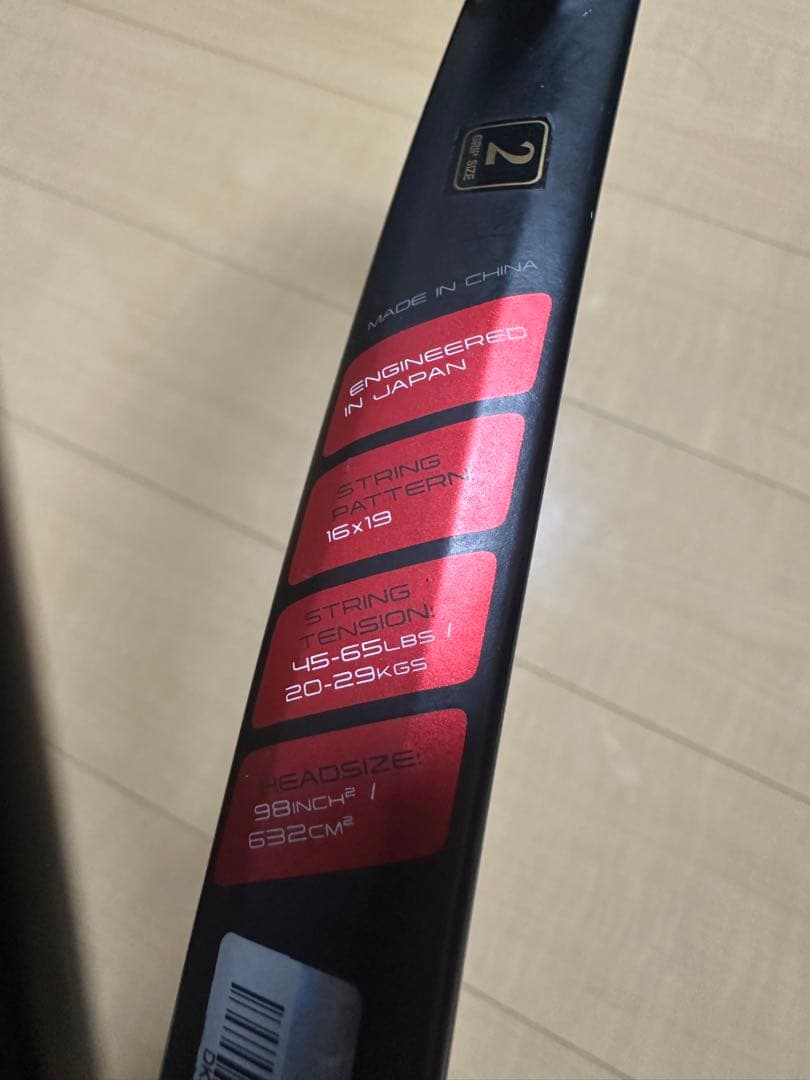 2
GRIP SIZE
MADE IN CHINA
ENGINEERED
IN JAPAN
STRING
PATTERN:
16x19
STRING
TENSION:
45-65LBS /
20-29KGS
HEADSIZE:
98INCH² /
632CM²
DK